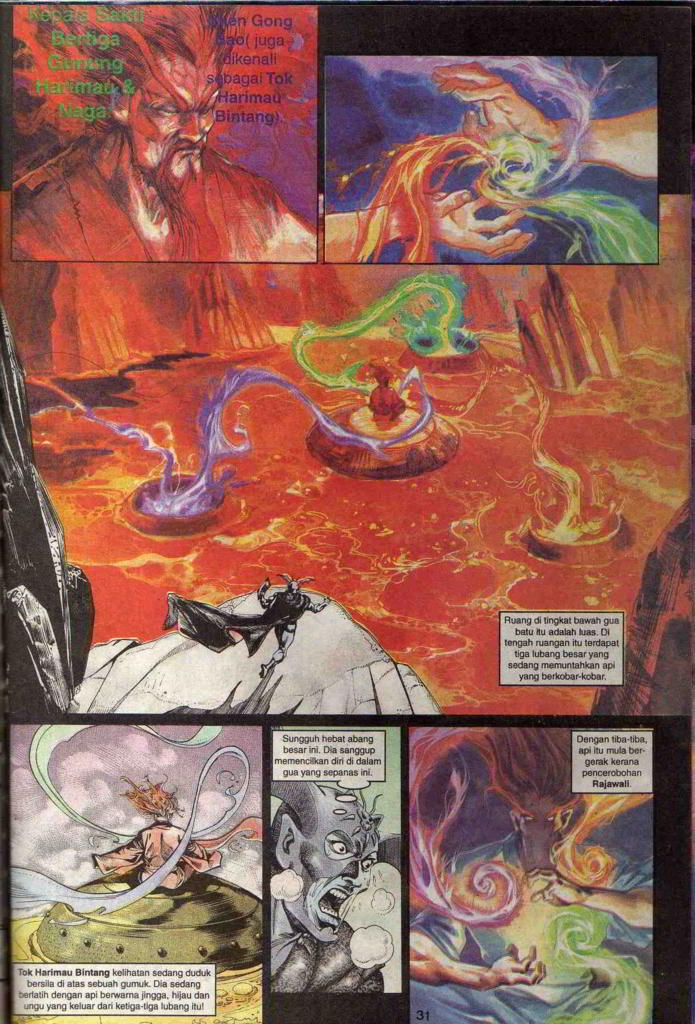 Kepala Sakti
Bertiga
Gunung
Harimau &
Naga.
Shen Gong
Bao( juga
dikenali
sebagai Tok
Harimau
Bintang).
Ruang di tingkat bawah gua
batu itu adalah luas. Di
tengah ruangan itu terdapat
tiga lubang besar yang
sedang memuntahkan api
yang berkobar-kobar.
Tok Harimau Bintang kelihatan sedang duduk
bersila di atas sebuah gumuk. Dia sedang
berlatih dengan api berwarna jingga, hijau dan
ungu yang keluar dari ketiga-tiga lubang itu!
Sungguh hebat abang
besar ini. Dia sanggup
memencilkan diri di dalam
gua yang sepanas ini.
Dengan tiba-tiba,
api itu mula ber-
gerak kerana
pencerobohan
Rajawali.
31